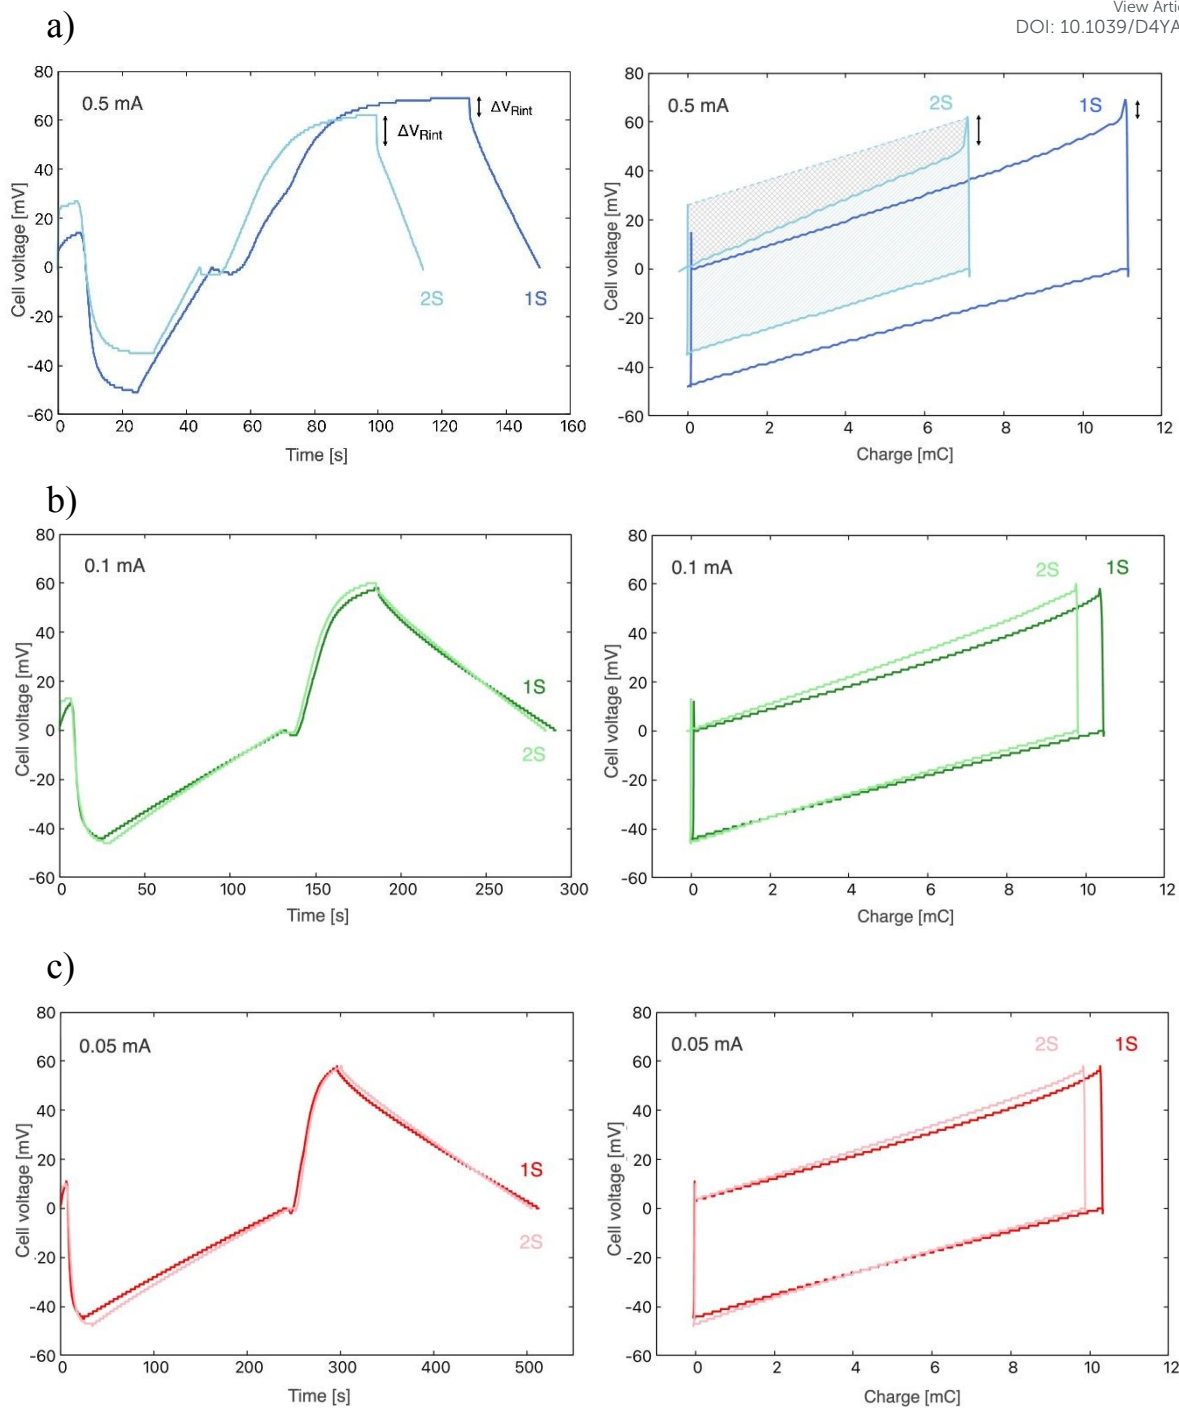 View Arti
DOI: 10.1039/D4YA
a)
80
60
40
20
0
-20
-40
-60
0.5 mA
ΔVRint
ΔVRint
2S
1S
Cell voltage [mV]
0 20 40 60 80 100 120 140 160
Time [s]
80
60
40
20
0
-20
-40
-60
0.5 mA
2S
1S
Cell voltage [mV]
0 2 4 6 8 10 12
Charge [mC]
b)
80
60
40
20
0
-20
-40
-60
0.1 mA
1S
2S
Cell voltage [mV]
0 50 100 150 200 250 300
Time [s]
80
60
40
20
0
-20
-40
-60
0.1 mA
2S
1S
Cell voltage [mV]
0 2 4 6 8 10 12
Charge [mC]
c)
80
60
40
20
0
-20
-40
-60
0.05 mA
1S
2S
Cell voltage [mV]
0 100 200 300 400 500
Time [s]
80
60
40
20
0
-20
-40
-60
0.05 mA
2S
1S
Cell voltage [mV]
0 2 4 6 8 10 12
Charge [mC]